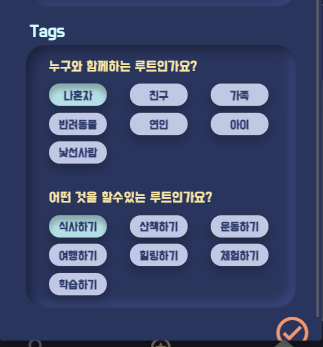 Tags
누구와 함께하는 루트인가요?
나혼자 친구 가족
반려동물 연인 아이
낯선사람
어떤 것을 할수있는 루트인가요?
식사하기 산책하기 운동하기
여행하기 힐링하기 체험하기
학습하기